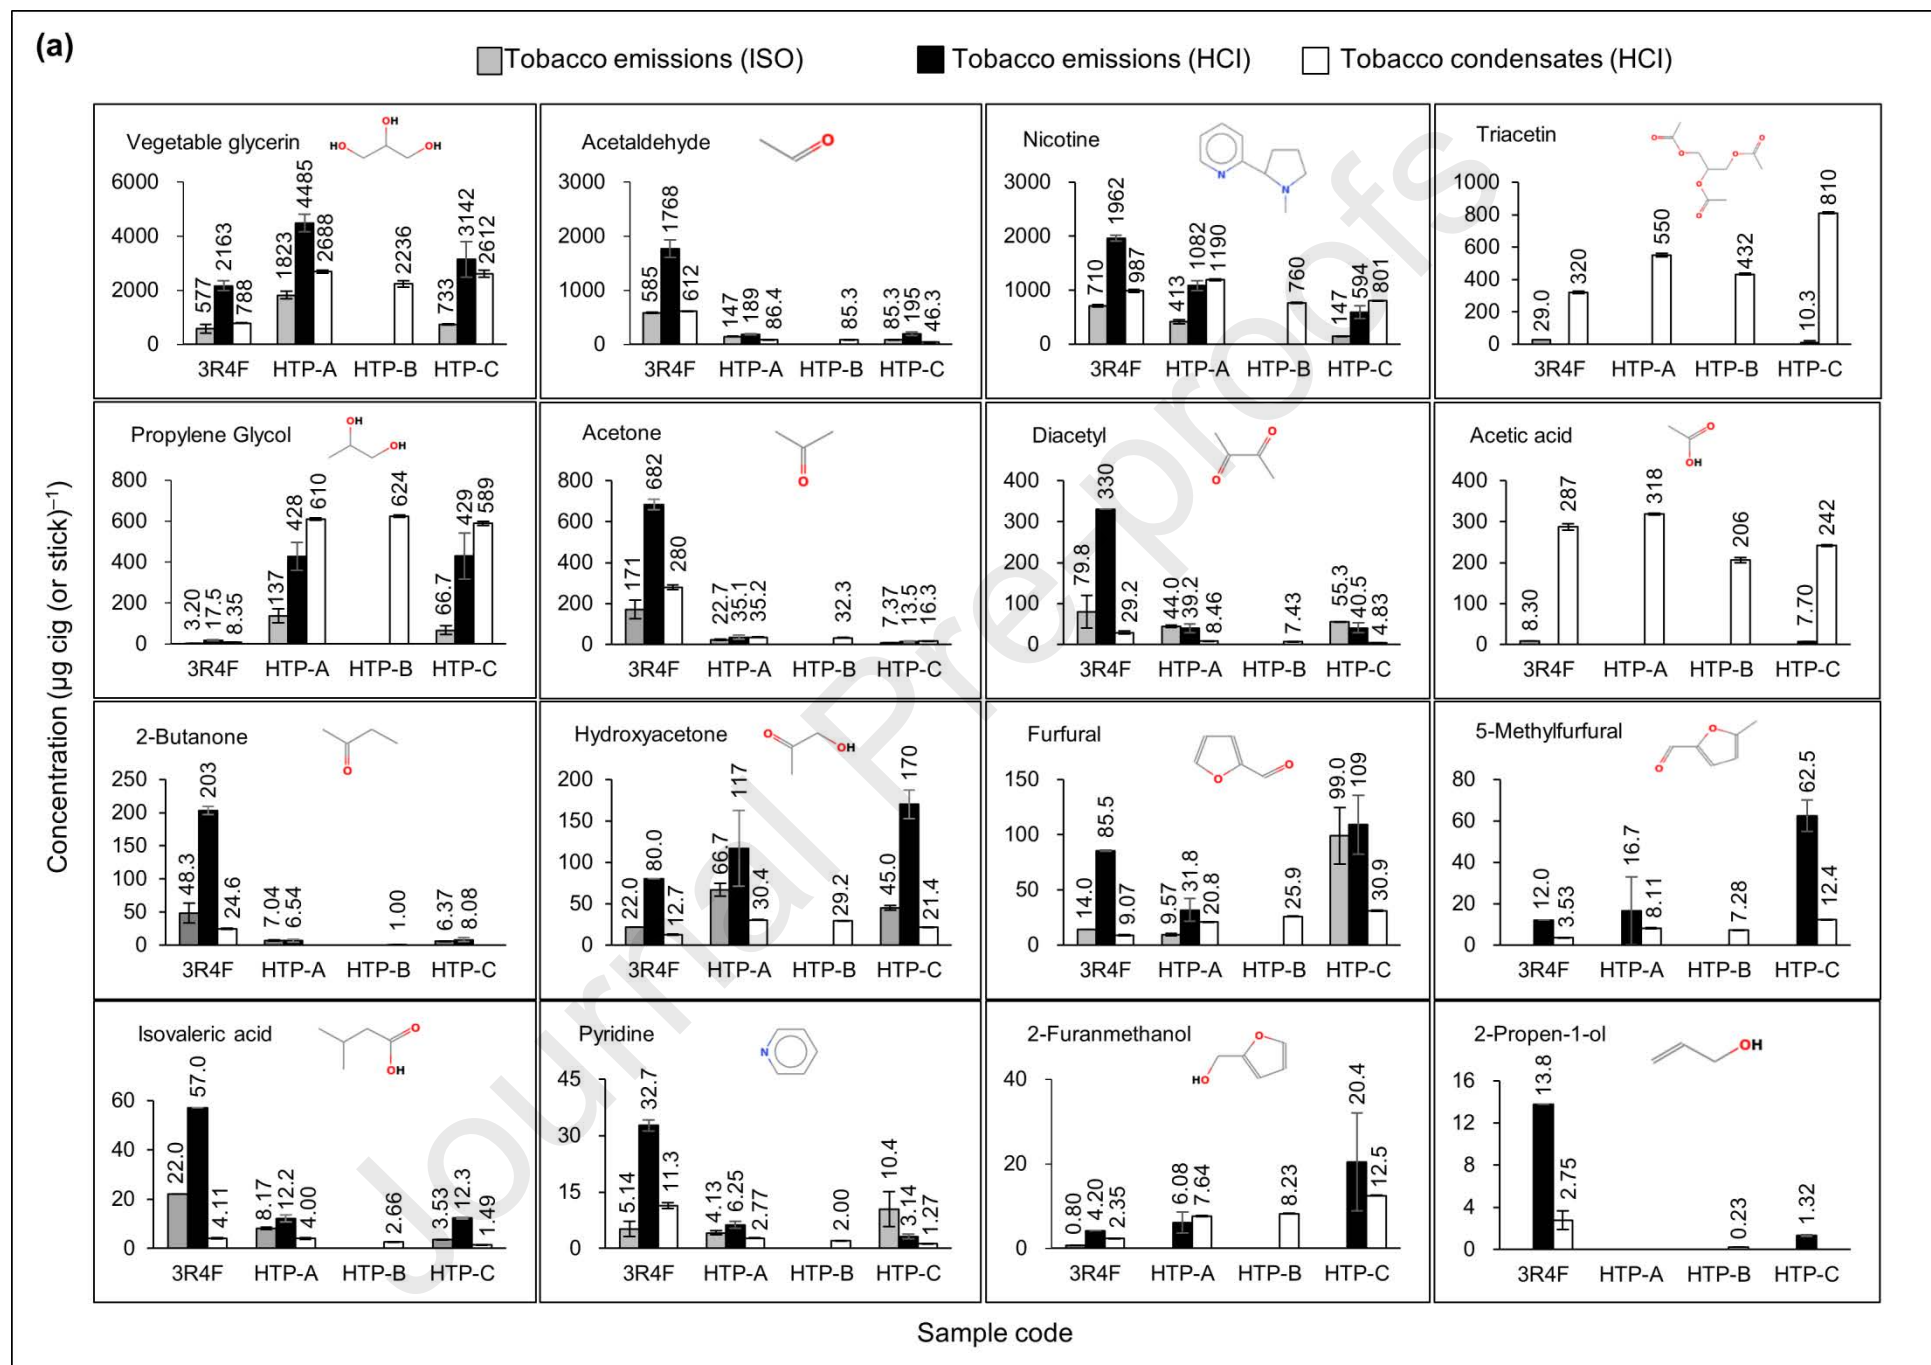 (a)
Tobacco emissions (ISO) Tobacco emissions (HCI) Tobacco condensates (HCI)
Concentration (µg cig (or stick)⁻¹)
Vegetable glycerin
HO OH OH
6000
4000
2000
0
577 2163 788 1823 4485 2688 2236 733 3142 2612
3R4F HTP-A HTP-B HTP-C
Acetaldehyde
O
3000
2000
1000
0
585 1768 612 147 189 86.4 85.3 85.3 195 46.3
3R4F HTP-A HTP-B HTP-C
Nicotine
N N
3000
2000
1000
0
710 1962 987 413 1082 1190 760 147 594 801
3R4F HTP-A HTP-B HTP-C
Triacetin
O O O O O O
1000
800
600
400
200
0
29.0 320 550 432 10.3 810
3R4F HTP-A HTP-B HTP-C
Propylene Glycol
OH OH
800
600
400
200
0
3.20 17.5 8.35 137 428 610 624 66.7 429 589
3R4F HTP-A HTP-B HTP-C
Acetone
O
800
600
400
200
0
171 682 280 22.7 35.1 35.2 32.3 7.37 13.5 16.3
3R4F HTP-A HTP-B HTP-C
Diacetyl
O O
400
300
200
100
0
79.8 330 29.2 44.0 39.2 8.46 7.43 55.3 40.5 4.83
3R4F HTP-A HTP-B HTP-C
Acetic acid
O OH
400
300
200
100
0
8.30 287 318 206 7.70 242
3R4F HTP-A HTP-B HTP-C
2-Butanone
O
250
200
150
100
50
0
48.3 203 24.6 7.04 6.54 1.00 6.37 8.08
3R4F HTP-A HTP-B HTP-C
Hydroxyacetone
O OH
200
150
100
50
0
22.0 80.0 12.7 66.7 117 30.4 29.2 45.0 170 21.4
3R4F HTP-A HTP-B HTP-C
Furfural
O O
150
100
50
0
14.0 85.5 9.07 9.57 31.8 20.8 25.9 99.0 109 30.9
3R4F HTP-A HTP-B HTP-C
5-Methylfurfural
O O
80
60
40
20
0
12.0 3.53 16.7 8.11 7.28 62.5 12.4
3R4F HTP-A HTP-B HTP-C
Isovaleric acid
O OH
60
40
20
0
22.0 57.0 4.11 8.17 12.2 4.00 2.66 3.53 12.3 1.49
3R4F HTP-A HTP-B HTP-C
Pyridine
N
45
30
15
0
5.14 32.7 11.3 4.13 6.25 2.77 2.00 10.4 3.14 1.27
3R4F HTP-A HTP-B HTP-C
2-Furanmethanol
HO O
40
20
0
0.80 4.20 2.35 6.08 7.64 8.23 20.4 12.5
3R4F HTP-A HTP-B HTP-C
2-Propen-1-ol
OH
16
12
8
4
0
13.8 2.75 0.23 1.32
3R4F HTP-A HTP-B HTP-C
Sample code
Journal Pre-proofs